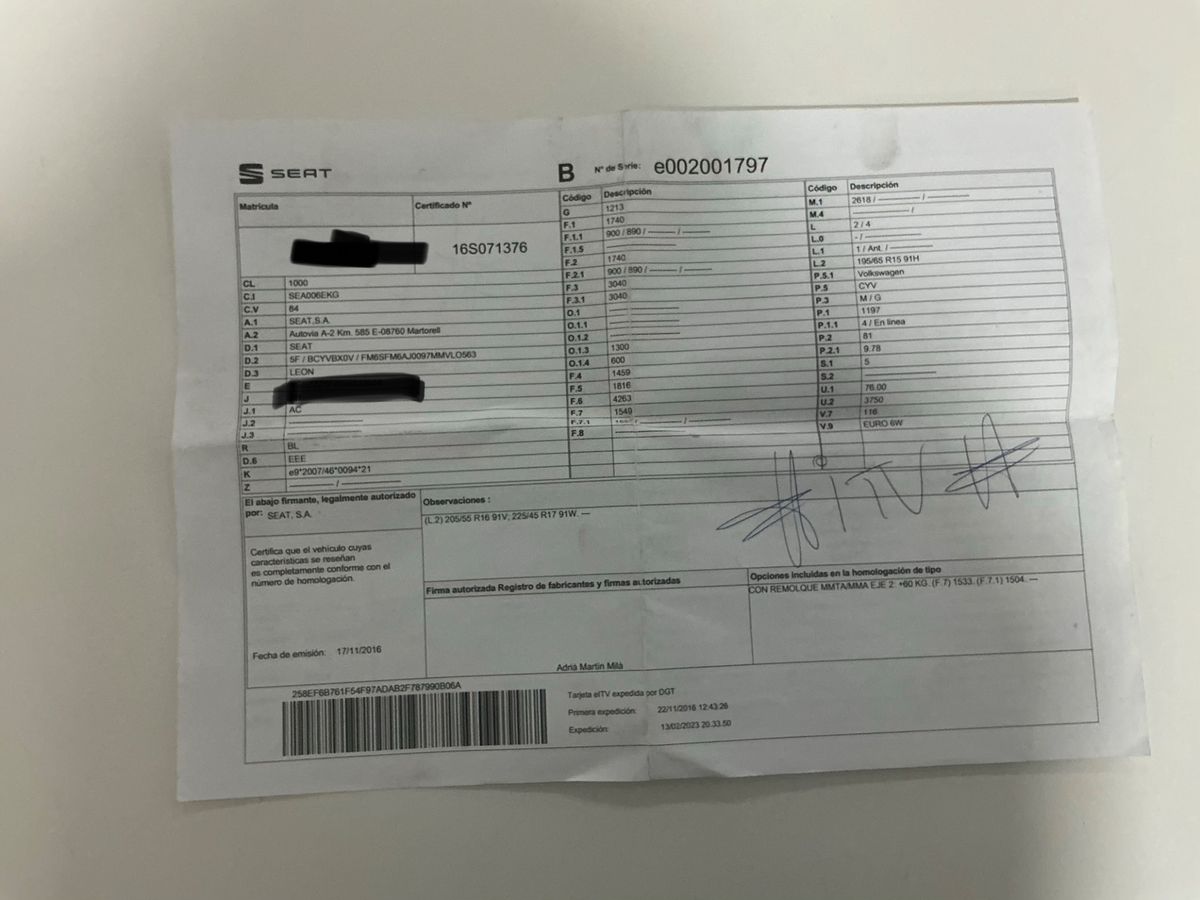 SEAT
B Nº de Serie: e002001797
Matrícula
Certificado Nº
16S071376
CL 1000
C.I SEA006EKG
C.V 64
A.1 SEAT,S.A.
A.2 Autovia A-2 Km. 585 E-08760 Martorell
D.1 SEAT
D.2 5F / BCYVBX0V / FM6SFM6AJ0097MMVLO563
D.3 LEON
E
J
J.1 AC
J.2 ————
J.3 ————
R BL
D.6 EEE
K e9*2007/46*0094*21
Z ———— / ————
Código Descripción
G 1213
F.1 1740
F.1.1 900 / 890 / ——— / ———
F.1.5 ————
F.2 1740
F.2.1 900 / 890 / ——— / ———
F.3 3040
F.3.1 3040
O.1 ————
O.1.1 ————
O.1.2 ————
O.1.3 1300
O.1.4 600
F.4 1459
F.5 1816
F.6 4263
F.7 1549
F.7.1
F.8 ————
Código Descripción
M.1 2618 / ——— / ———
M.4 ———— /
L 2 / 4
L.0 - / ————
L.1 1 / Ant. / ————
L.2 195/65 R15 91H
P.5.1 Volkswagen
P.5 CYV
P.3 M / G
P.1 1197
P.1.1 4 / En linea
P.2 81
P.2.1 9.78
S.1 5
S.2 ————
U.1 76.00
U.2 3750
V.7 116
V.9 EURO 6W
El abajo firmante, legalmente autorizado
por: SEAT, S.A.
Certifica que el vehículo cuyas
características se reseñan
es completamente conforme con el
número de homologación.
Fecha de emisión: 17/11/2016
Observaciones :
(L.2) 205/55 R16 91V; 225/45 R17 91W. —
ITV
Firma autorizada Registro de fabricantes y firmas autorizadas
Adrià Martin Milà
Opciones incluidas en la homologación de tipo
CON REMOLQUE MMTA/MMA EJE 2: +60 KG. (F.7) 1533. (F.7.1) 1504. —
258EF6B761F54F97ADAB2F787990B06A
Tarjeta eITV expedida por DGT
Primera expedición: 22/11/2016 12:43:26
Expedición: 13/02/2023 20:33:50